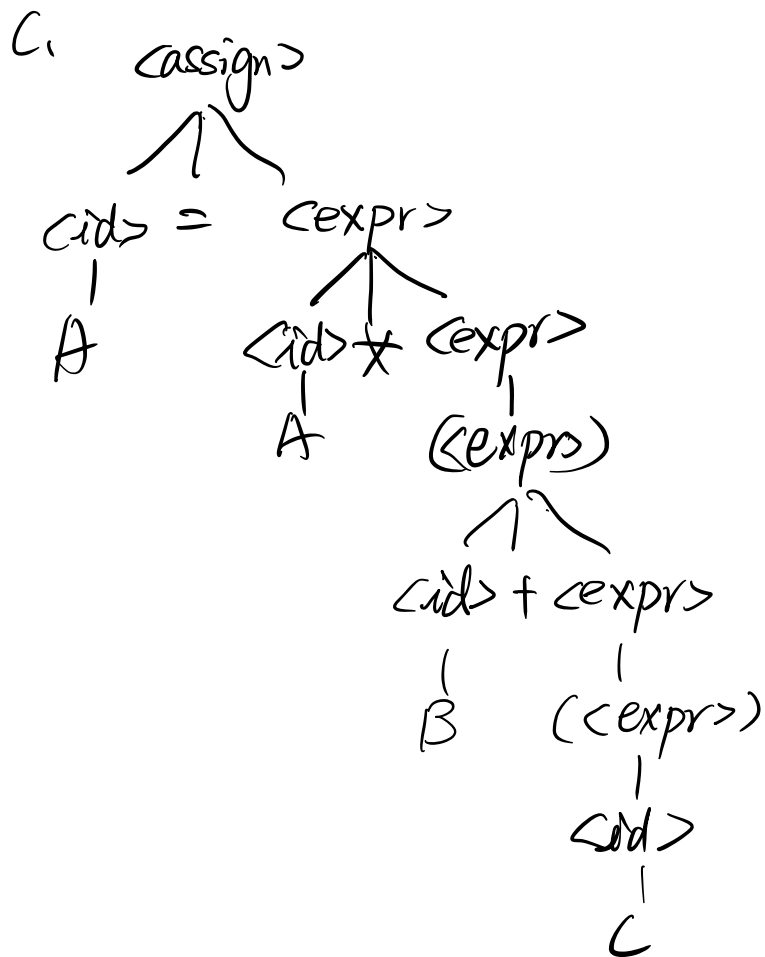 C.
<assign>
<id> = <expr>
A
<id> * <expr>
A
(<expr>)
<id> + <expr>
B
(<expr>)
<id>
C